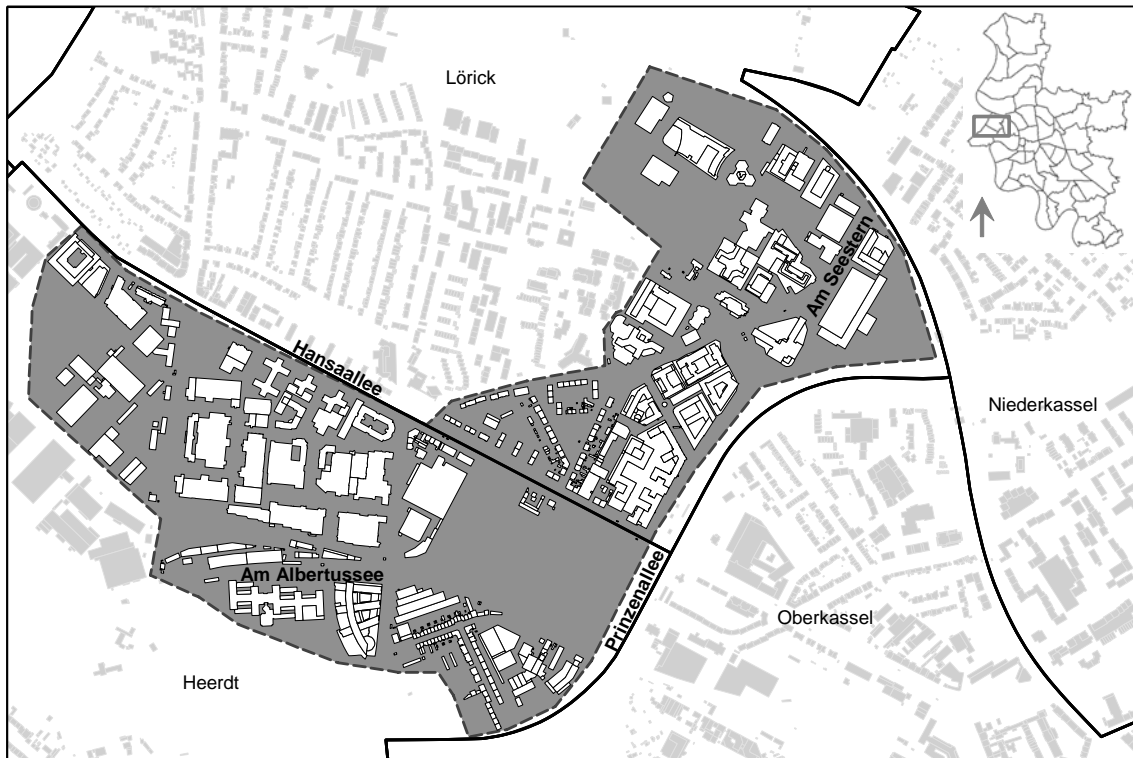 Lörick
Am Seestern
Hansaallee
Niederkassel
Am Albertussee
Prinzenallee
Oberkassel
Heerdt